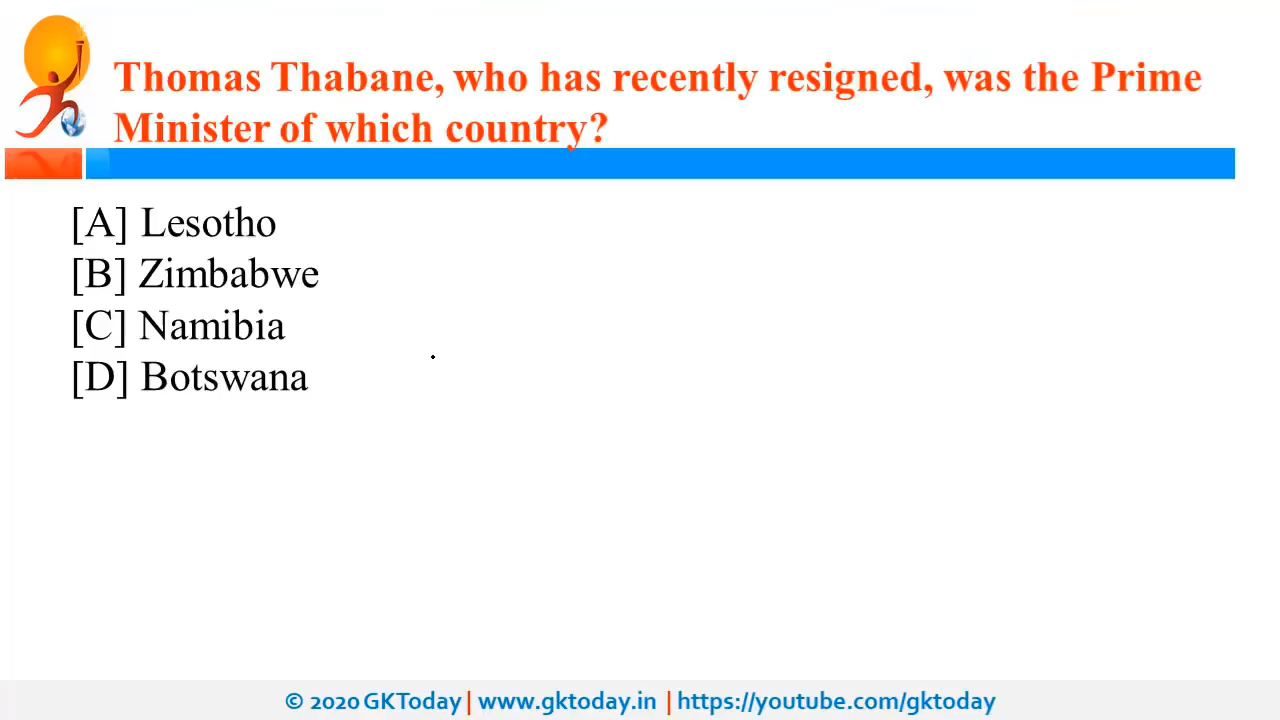 Thomas Thabane, who has recently resigned, was the Prime
Minister of which country?
[A] Lesotho
[B] Zimbabwe
[C] Namibia
[D] Botswana
© 2020 GKToday | www.gktoday.in | https://youtube.com/gktoday